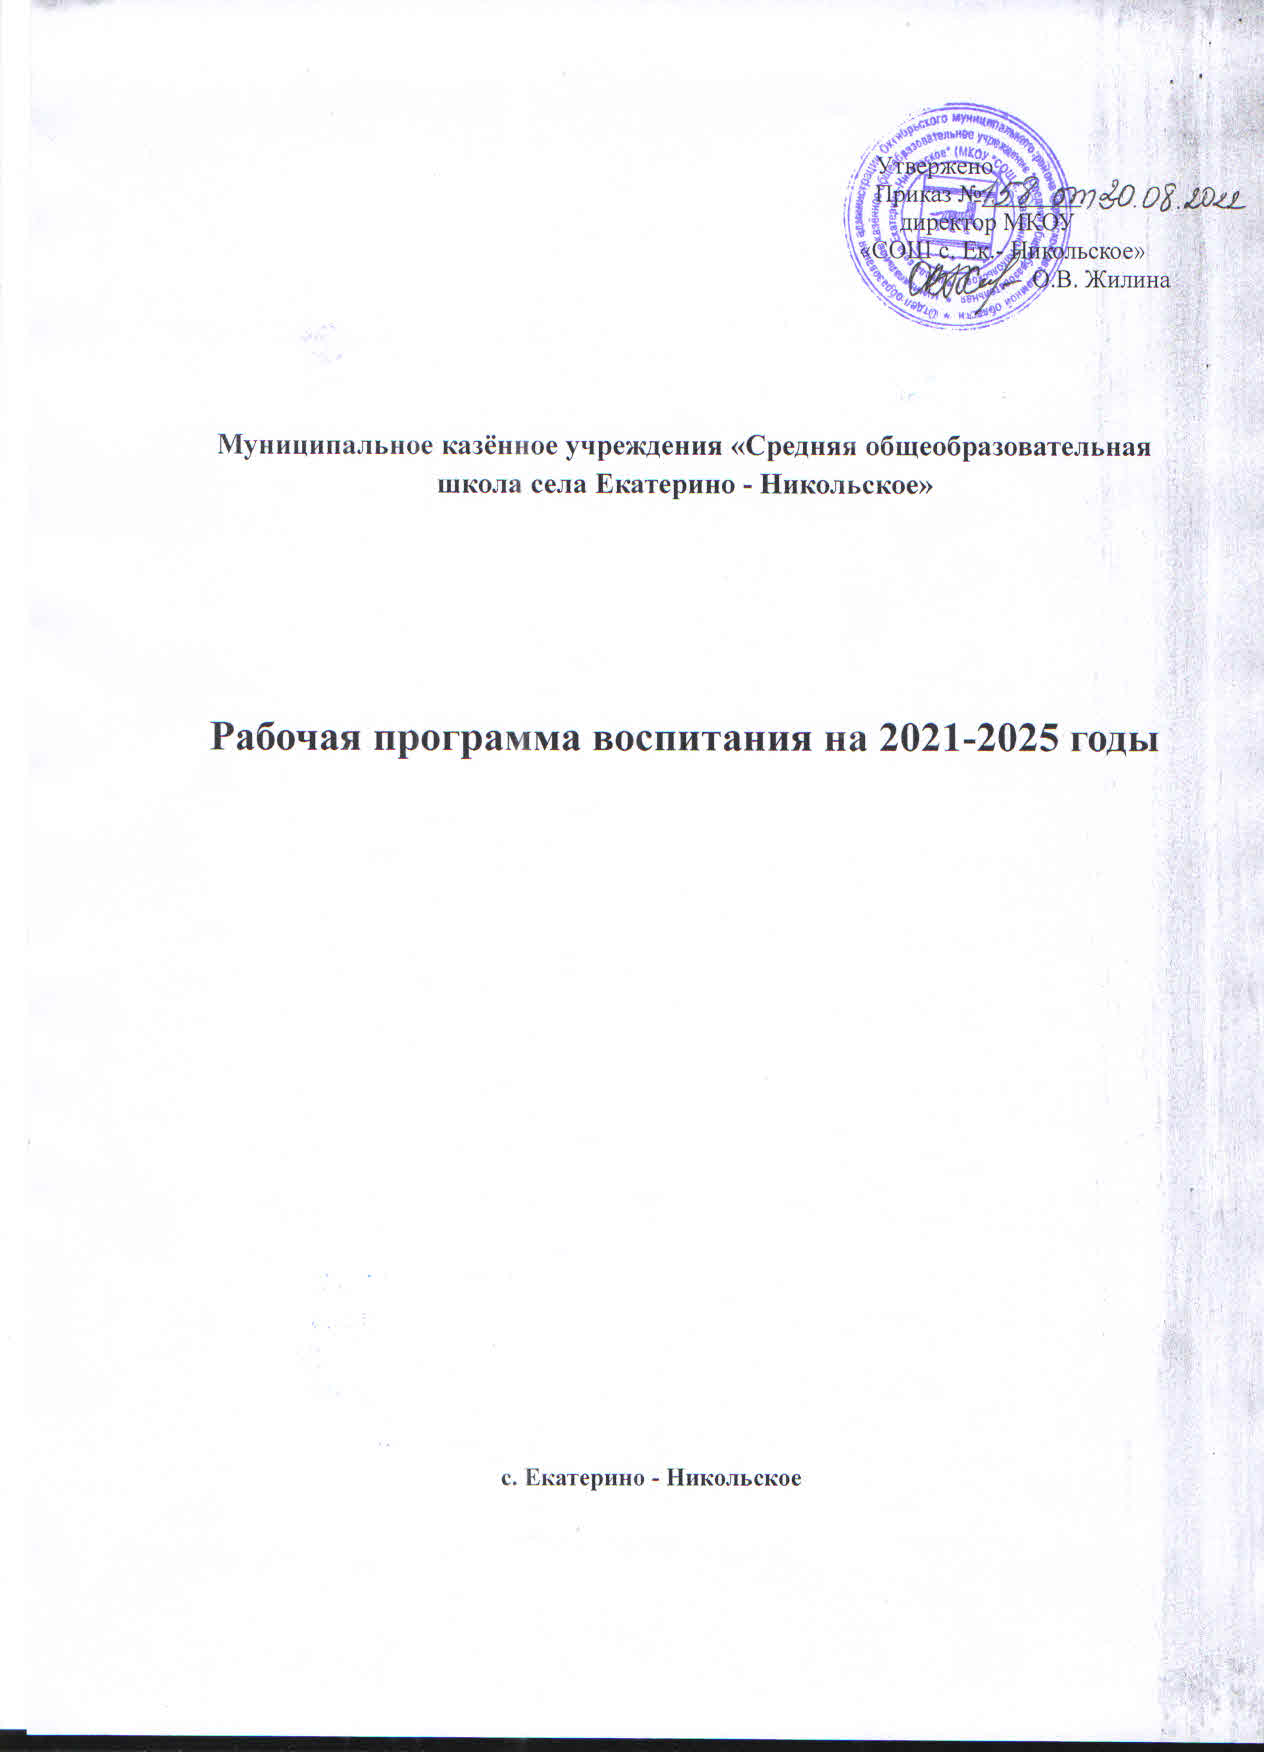 Утвержено
Приказ № 158 от 30.08.2022
директор МКОУ
«СОШ с. Ек.- Никольское»
О.В. Жилина
Муниципальное казённое учреждения «Средняя общеобразовательная
школа села Екатерино - Никольское»
Рабочая программа воспитания на 2021-2025 годы
с. Екатерино - Никольское